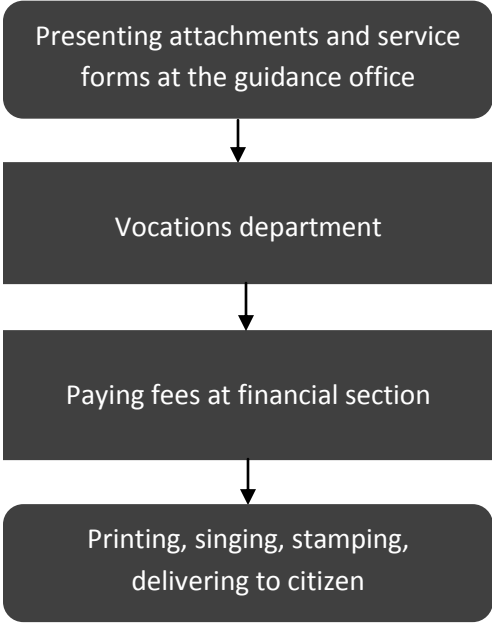 Presenting attachments and service
forms at the guidance office
Vocations department
Paying fees at financial section
Printing, singing, stamping,
delivering to citizen